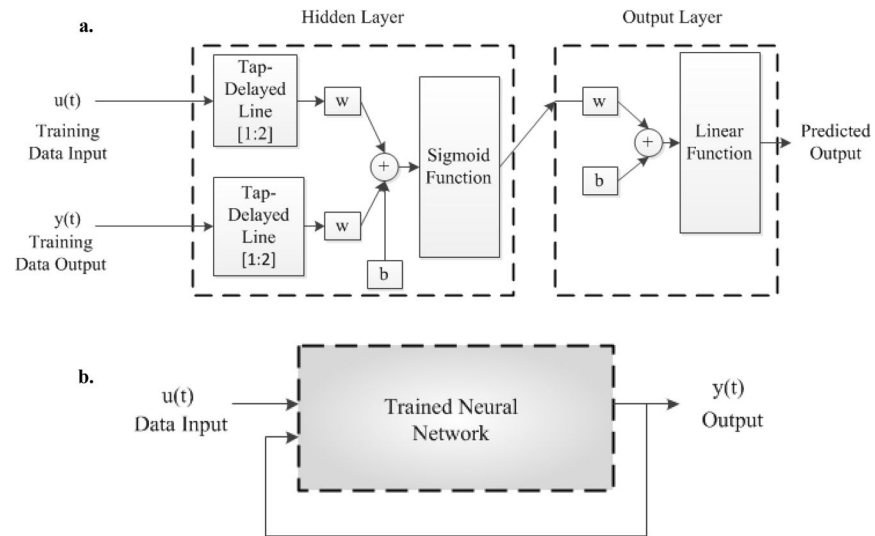 Hidden Layer
Output Layer
a.
u(t)
Training
Data Input
y(t)
Training
Data Output
Tap-
Delayed
Line
[1:2]
w
Tap-
Delayed
Line
[1:2]
w
+
b
Sigmoid
Function
w
+
b
Linear
Function
Predicted
Output
b.
u(t)
Data Input
Trained Neural
Network
y(t)
Output